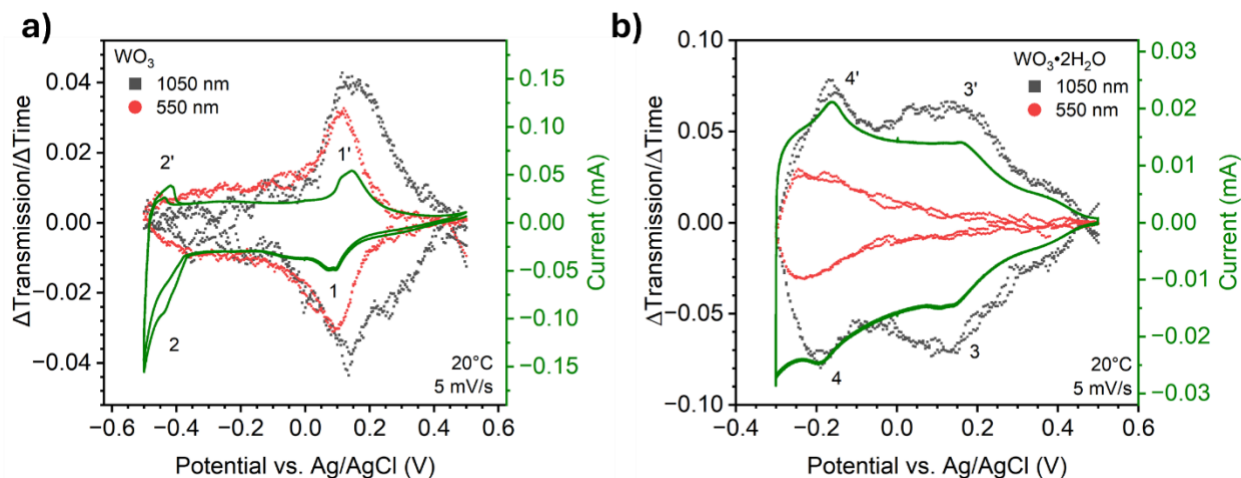 a)
WO₃
1050 nm
550 nm
1'
2'
1
2
20°C
5 mV/s
0.04
0.02
0.00
−0.02
−0.04
ΔTransmission/ΔTime
0.15
0.10
0.05
0.00
−0.05
−0.10
−0.15
Current (mA)
−0.6 −0.4 −0.2 0.0 0.2 0.4 0.6
Potential vs. Ag/AgCl (V)
b)
WO₃•2H₂O
1050 nm
550 nm
4'
3'
3
4
20°C
5 mV/s
0.10
0.05
0.00
−0.05
−0.10
ΔTransmission/ΔTime
0.03
0.02
0.01
0.00
−0.01
−0.02
−0.03
Current (mA)
−0.4 −0.2 0.0 0.2 0.4 0.6
Potential vs. Ag/AgCl (V)